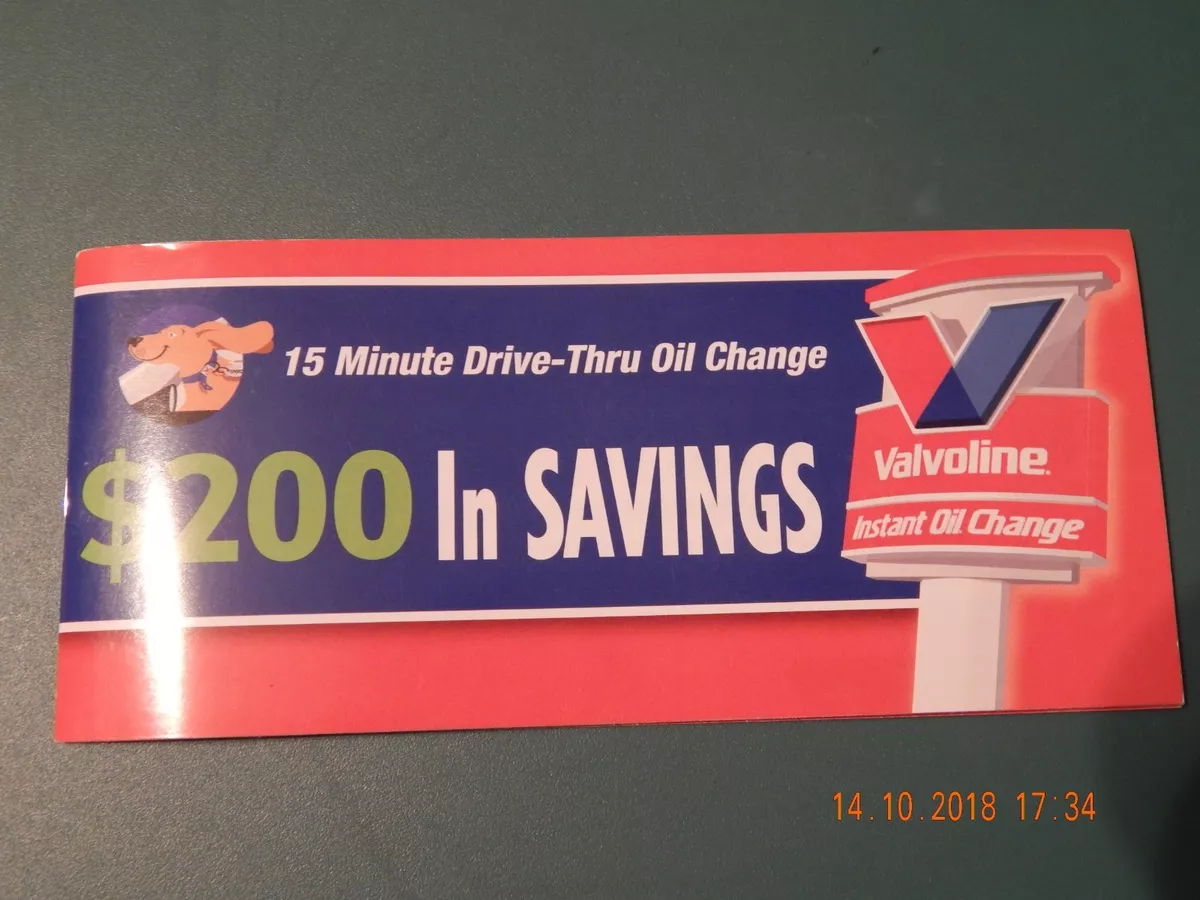 15 Minute Drive-Thru Oil Change
$200 In SAVINGS
Valvoline.
Instant Oil Change
14.10.2018 17:34